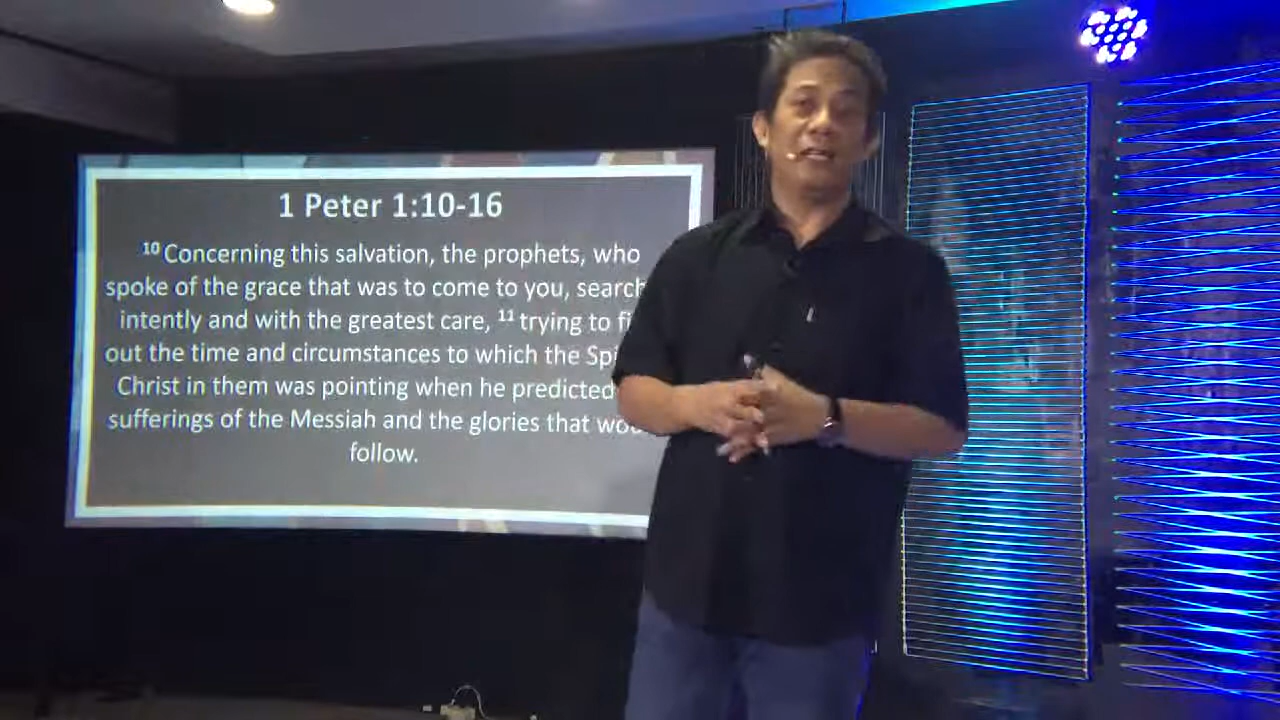 1 Peter 1:10-16
10 Concerning this salvation, the prophets, who
spoke of the grace that was to come to you, search
intently and with the greatest care, 11 trying to
out the time and circumstances to which the
Christ in them was pointing when he predicted
sufferings of the Messiah and the glories that
follow.